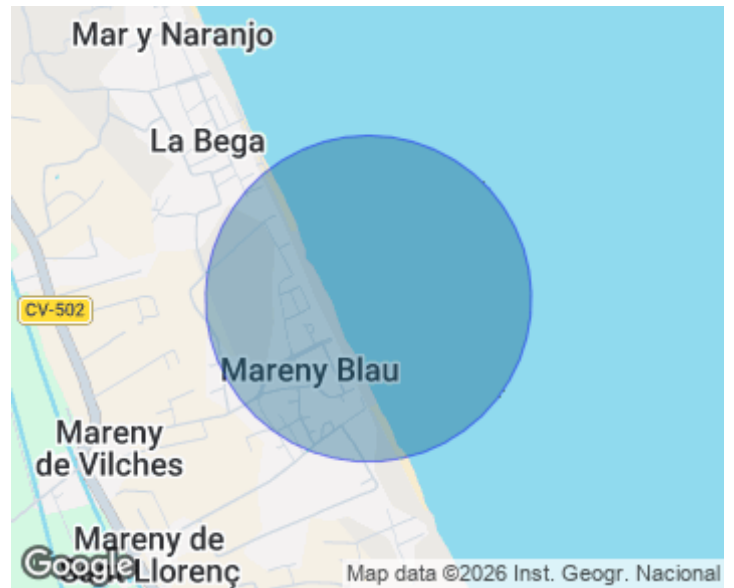 Mar y Naranjo
La Bega
CV-502
Mareny Blau
Mareny
de Vilches
Mareny de
Sant Llorenç
Google
Map data ©2026 Inst. Geogr. Nacional